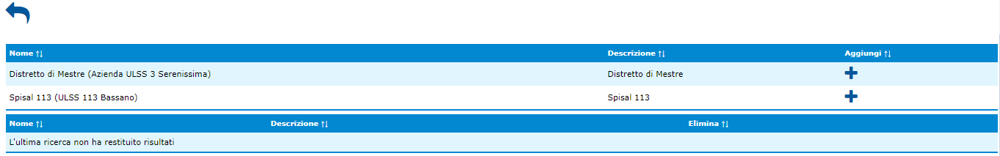 Nome ↑↓ Descrizione ↑↓ Aggiungi ↑↓
Distretto di Mestre (Azienda ULSS 3 Serenissima) Distretto di Mestre
Spisal 113 (ULSS 113 Bassano) Spisal 113
Nome ↑↓ Descrizione ↑↓ Elimina ↑↓
L'ultima ricerca non ha restituito risultati